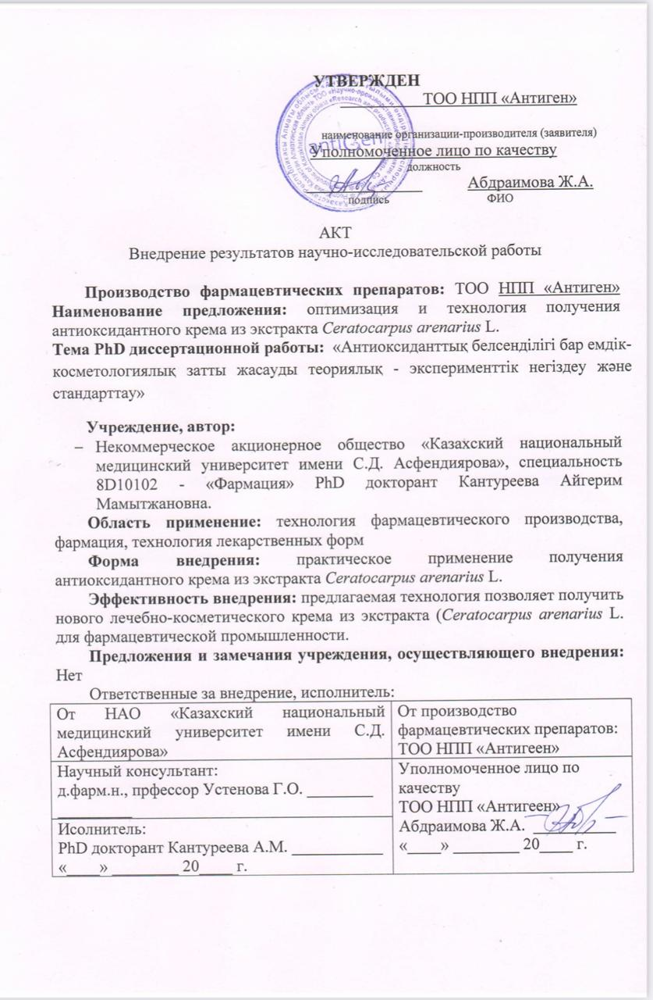 УТВЕРЖДЕН
ТОО НПП «Антиген»
наименование организации-производителя (заявителя)
Уполномоченное лицо по качеству
должность
Абдраимова Ж.А.
подпись ФИО
antiGen
АКТ
Внедрение результатов научно-исследовательской работы
Производство фармацевтических препаратов: ТОО НПП «Антиген»
Наименование предложения: оптимизация и технология получения
антиоксидантного крема из экстракта Ceratocarpus arenarius L.
Тема PhD диссертационной работы: «Антиоксиданттық белсенділігі бар емдік-
косметологиялық затты жасауды теориялық - эксперименттік негіздеу және
стандарттау»
Учреждение, автор:
– Некоммерческое акционерное общество «Казахский национальный
медицинский университет имени С.Д. Асфендиярова», специальность
8D10102 - «Фармация» PhD докторант Кантуреева Айгерим
Мамытжановна.
Область применение: технология фармацевтического производства,
фармация, технология лекарственных форм
Форма внедрения: практическое применение получения
антиоксидантного крема из экстракта Ceratocarpus arenarius L.
Эффективность внедрения: предлагаемая технология позволяет получить
нового лечебно-косметического крема из экстракта (Ceratocarpus arenarius L.
для фармацевтической промышленности.
Предложения и замечания учреждения, осуществляющего внедрения:
Нет
Ответственные за внедрение, исполнитель:
От НАО «Казахский национальный
медицинский университет имени С.Д.
Асфендиярова»
От производство
фармацевтических препаратов:
ТОО НПП «Антигеен»
Научный консультант:
д.фарм.н., прфессор Устенова Г.О. ________
_________
Исолнитель:
PhD докторант Кантуреева А.М. ___________
«____» ________ 20____ г.
Уполномоченное лицо по
качеству
ТОО НПП «Антигеен»
Абдраимова Ж.А. __________
«____» ________ 20____ г.